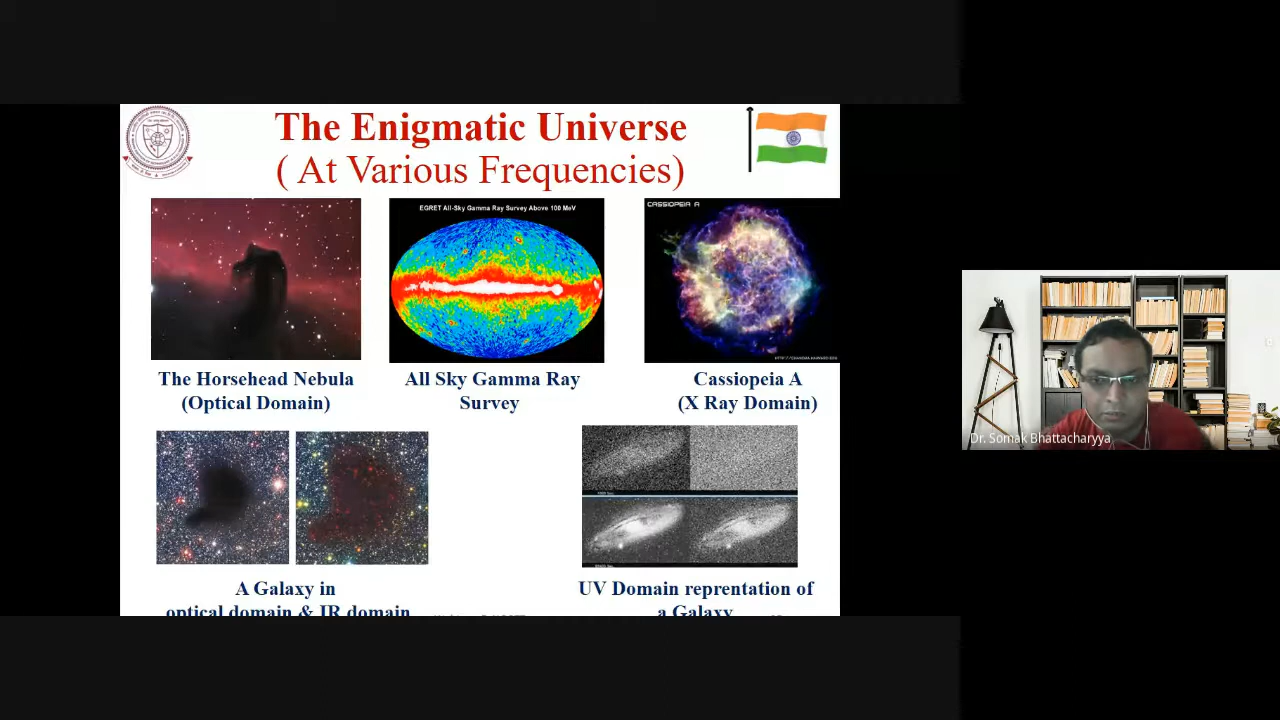 The Enigmatic Universe
( At Various Frequencies)
EGRET All-Sky Gamma Ray Survey Above 100 MeV
CASSIOPEIA A
The Horsehead Nebula
(Optical Domain)
All Sky Gamma Ray
Survey
Cassiopeia A
(X Ray Domain)
Dr. Somak Bhattacharyya
A Galaxy in
optical domain & IR domain
UV Domain reprentation of
a Galaxy